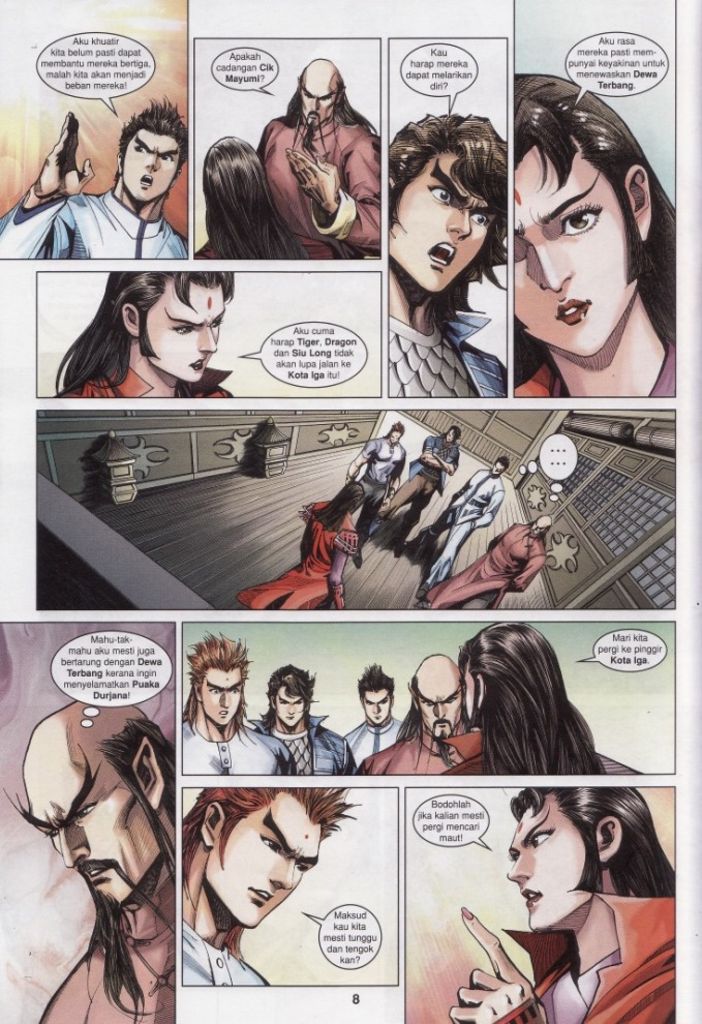 Aku khuatir
kita belum pasti dapat
membantu mereka bertiga,
malah kita akan menjadi
beban mereka!
Apakah
cadangan Cik
Mayumi?
Kau
harap mereka
dapat melarikan
diri?
Aku rasa
mereka pasti mem-
punyai keyakinan untuk
menewaskan Dewa
Terbang.
Aku cuma
harap Tiger, Dragon
dan Siu Long tidak
akan lupa jalan ke
Kota Iga itu!
...
...
Mahu-tak-
mahu aku mesti juga
bertarung dengan Dewa
Terbang kerana ingin
menyelamatkan Puaka
Durjana!
Mari kita
pergi ke pinggir
Kota Iga.
Maksud
kau kita
mesti tunggu
dan tengok
kan?
Bodohlah
jika kalian mesti
pergi mencari
maut!
8